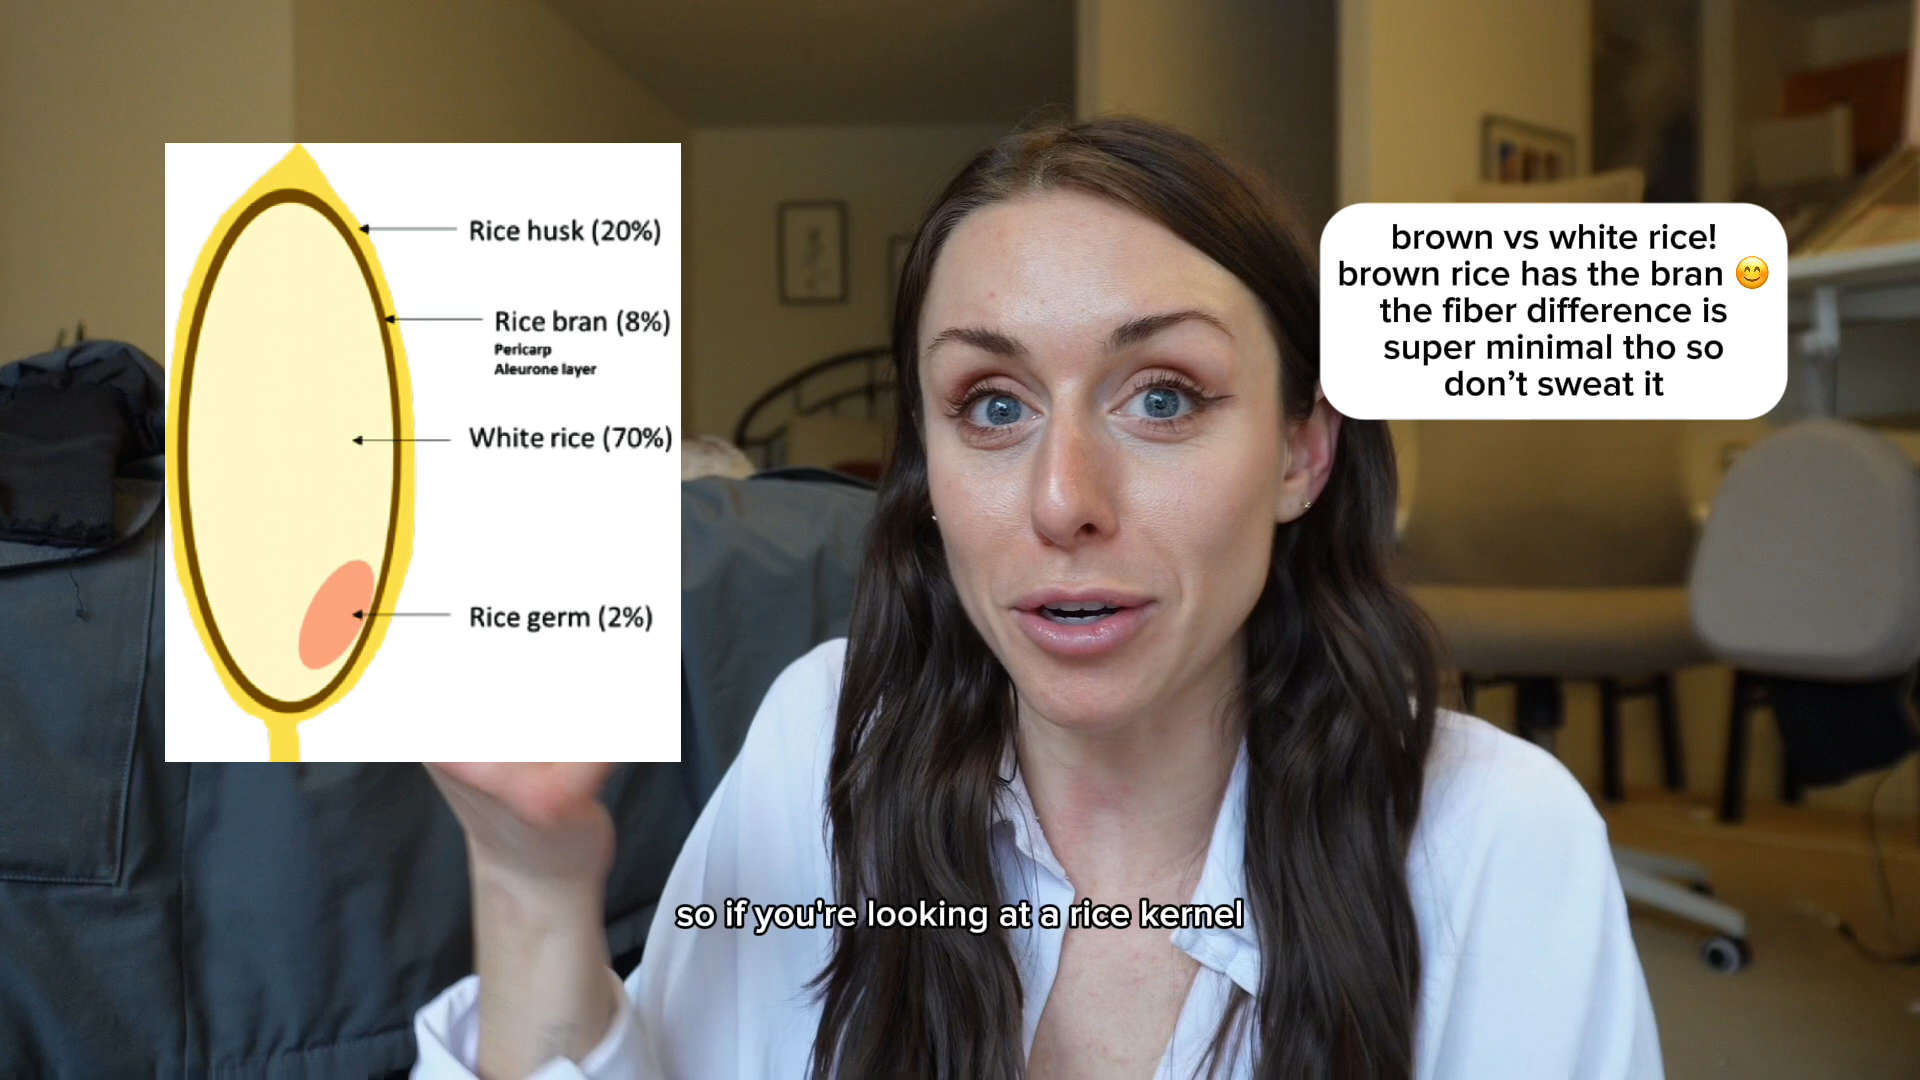 Rice husk (20%)
Rice bran (8%)
Pericarp
Aleurone layer
White rice (70%)
Rice germ (2%)
brown vs white rice!
brown rice has the bran 😊
the fiber difference is
super minimal tho so
don’t sweat it
so if you're looking at a rice kernel